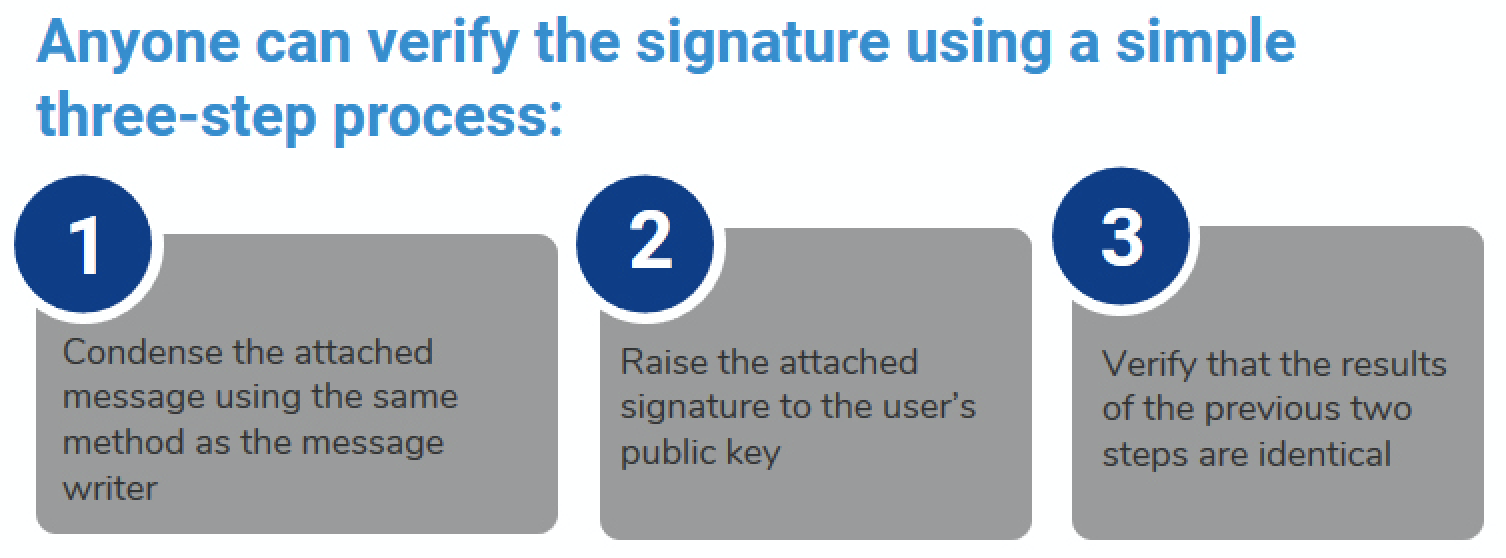 Anyone can verify the signature using a simple
three-step process:
1
Condense the attached
message using the same
method as the message
writer
2
Raise the attached
signature to the user’s
public key
3
Verify that the results
of the previous two
steps are identical